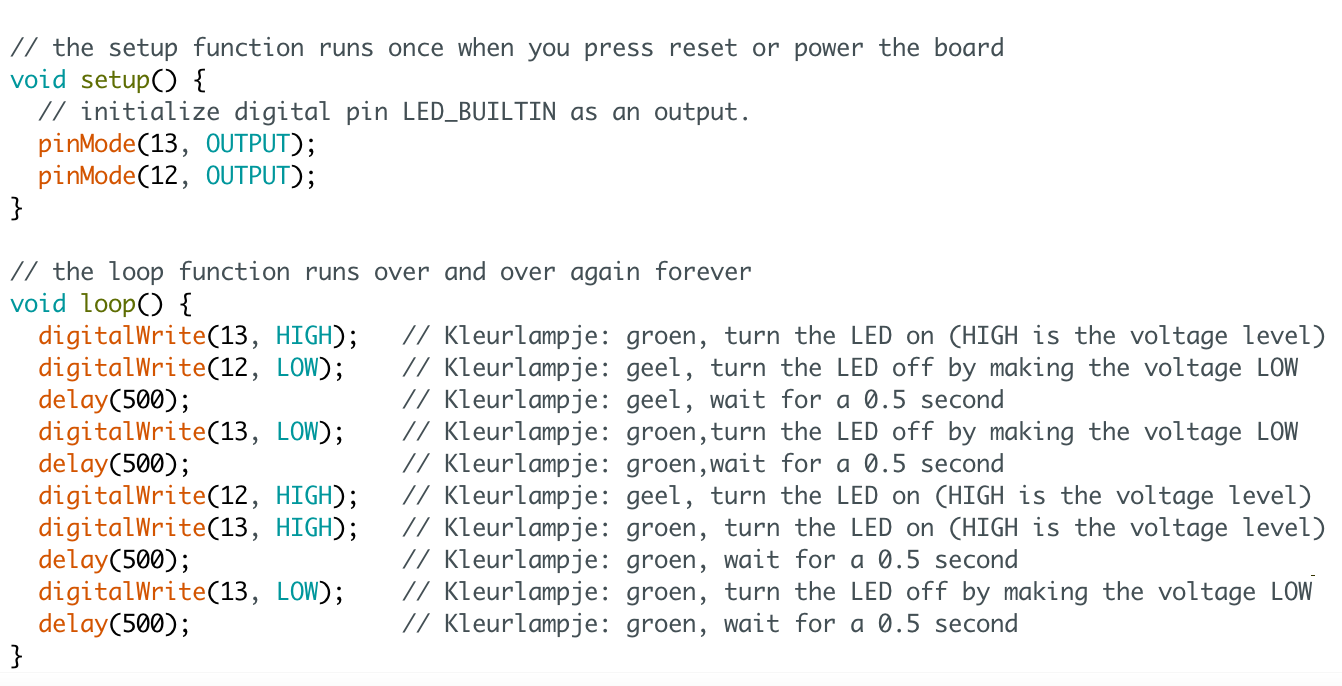 // the setup function runs once when you press reset or power the board
void setup() {
  // initialize digital pin LED_BUILTIN as an output.
  pinMode(13, OUTPUT);
  pinMode(12, OUTPUT);
}

// the loop function runs over and over again forever
void loop() {
  digitalWrite(13, HIGH);   // Kleurlampje: groen, turn the LED on (HIGH is the voltage level)
  digitalWrite(12, LOW);    // Kleurlampje: geel, turn the LED off by making the voltage LOW
  delay(500);               // Kleurlampje: geel, wait for a 0.5 second
  digitalWrite(13, LOW);    // Kleurlampje: groen,turn the LED off by making the voltage LOW
  delay(500);               // Kleurlampje: groen,wait for a 0.5 second
  digitalWrite(12, HIGH);   // Kleurlampje: geel, turn the LED on (HIGH is the voltage level)
  digitalWrite(13, HIGH);   // Kleurlampje: groen, turn the LED on (HIGH is the voltage level)
  delay(500);               // Kleurlampje: groen, wait for a 0.5 second
  digitalWrite(13, LOW);    // Kleurlampje: groen, turn the LED off by making the voltage LOW
  delay(500);               // Kleurlampje: groen, wait for a 0.5 second
}